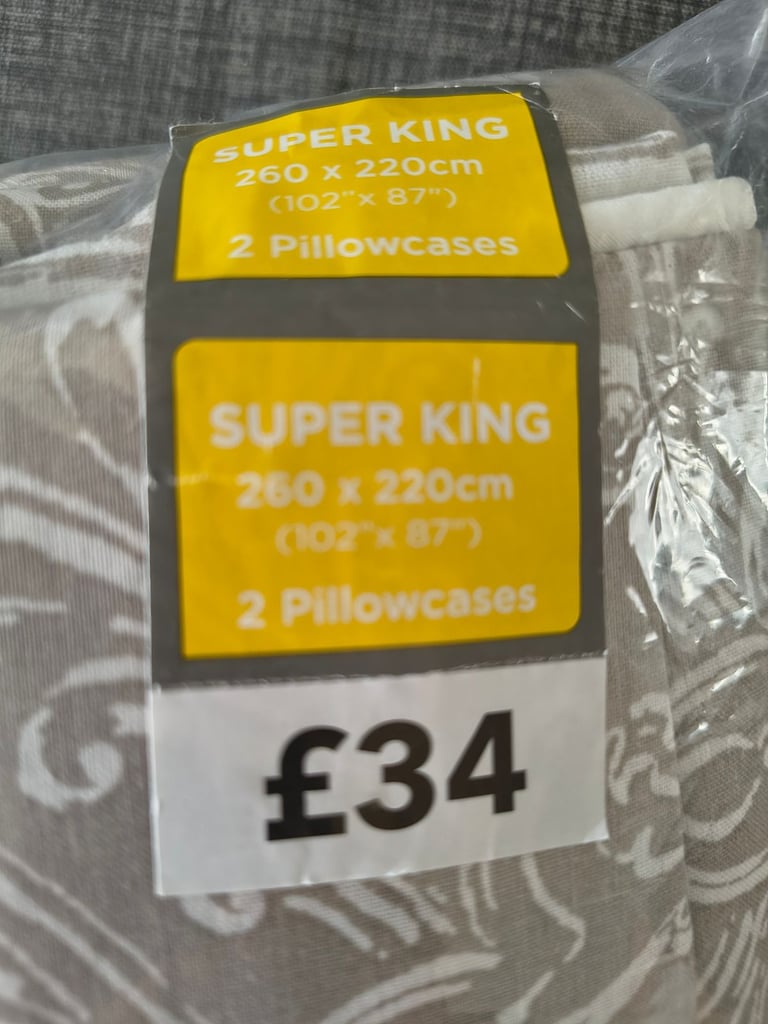 SUPER KING
260 x 220cm
(102"x 87")
2 Pillowcases
SUPER KING
260 x 220cm
(102"x 87")
2 Pillowcases
£34